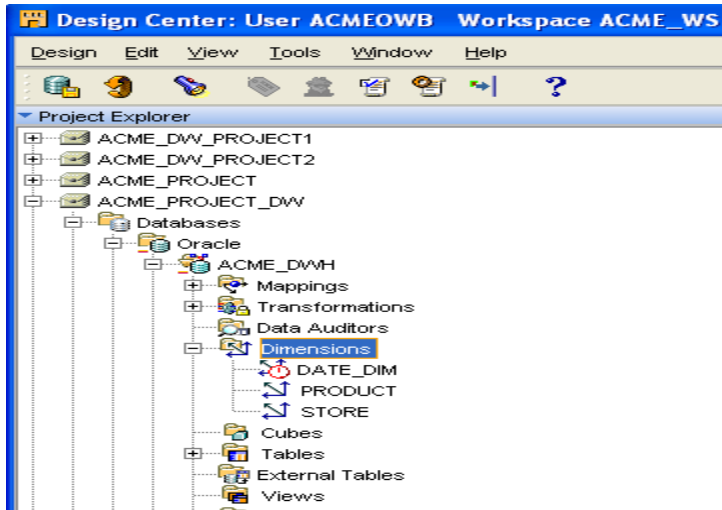 Design Center: User ACMEOWB Workspace ACME_WS
Design Edit View Tools Window Help
?
Project Explorer
ACME_DW_PROJECT1
ACME_DW_PROJECT2
ACME_PROJECT
ACME_PROJECT_DW
Databases
Oracle
ACME_DWH
Mappings
Transformations
Data Auditors
Dimensions
DATE_DIM
PRODUCT
STORE
Cubes
Tables
External Tables
Views